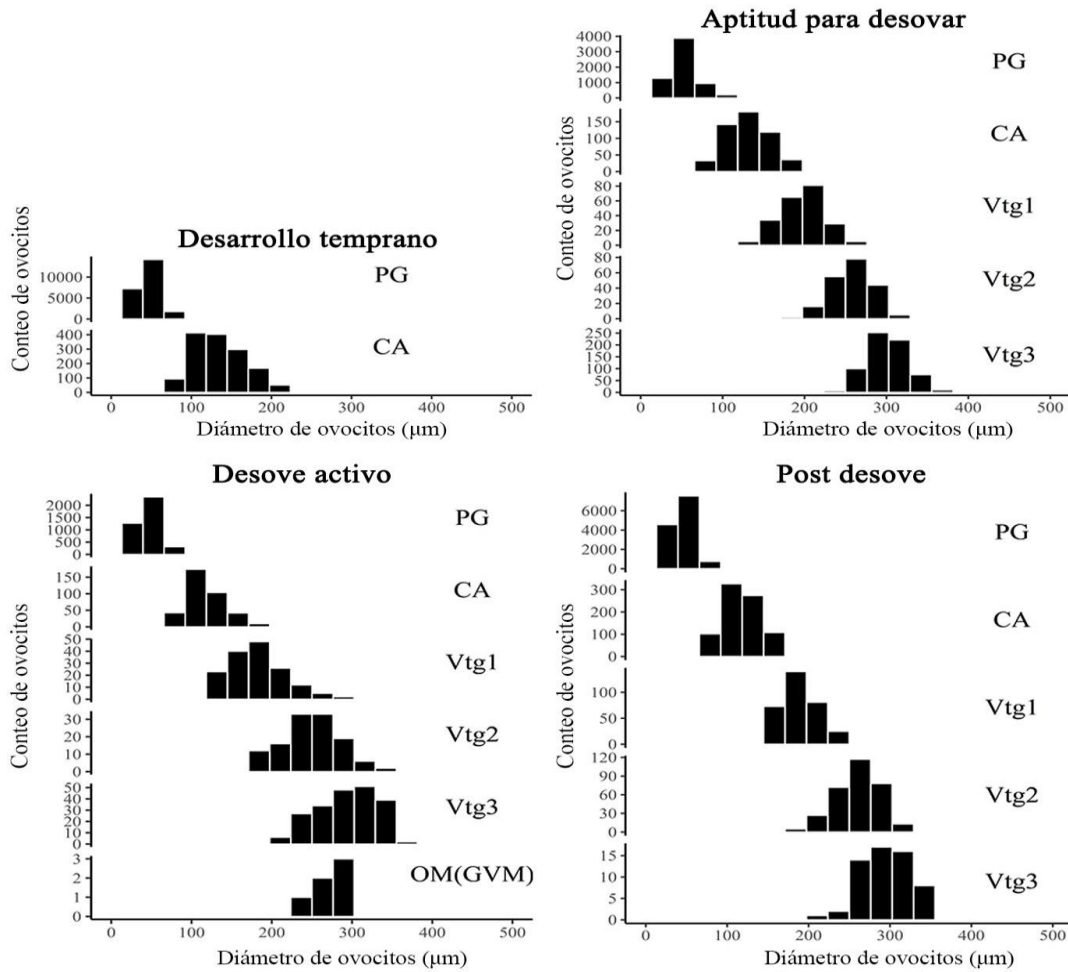 Aptitud para desovar
Conteo de ovocitos
4000
3000
2000
1000
0
PG
150
100
50
0
CA
80
60
40
20
0
Vtg1
80
60
40
20
0
Vtg2
250
200
150
100
50
0
Vtg3
0 100 200 300 400 500
Diámetro de ovocitos (µm)
Desarrollo temprano
Conteo de ovocitos
10000
5000
0
PG
400
300
200
100
0
CA
0 100 200 300 400 500
Diámetro de ovocitos (µm)
Desove activo
Conteo de ovocitos
2000
1500
1000
500
0
PG
150
100
50
0
CA
50
40
30
20
10
0
Vtg1
30
20
10
0
Vtg2
50
40
30
20
10
0
Vtg3
3
2
1
0
OM(GVM)
0 100 200 300 400 500
Diámetro de ovocitos (µm)
Post desove
Conteo de ovocitos
6000
4000
2000
0
PG
300
200
100
0
CA
100
50
0
Vtg1
120
90
60
30
0
Vtg2
15
10
5
0
Vtg3
0 100 200 300 400 500
Diámetro de ovocitos (µm)